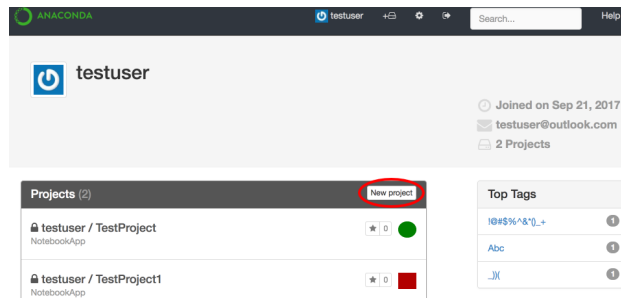 ANACONDA
testuser
Search...
Help
testuser
Joined on Sep 21, 2017
testuser@outlook.com
2 Projects
Projects (2)
New project
testuser / TestProject
NotebookApp
0
testuser / TestProject1
NotebookApp
0
Top Tags
!@#$%^&*()_+
1
Abc
1
_)){
1